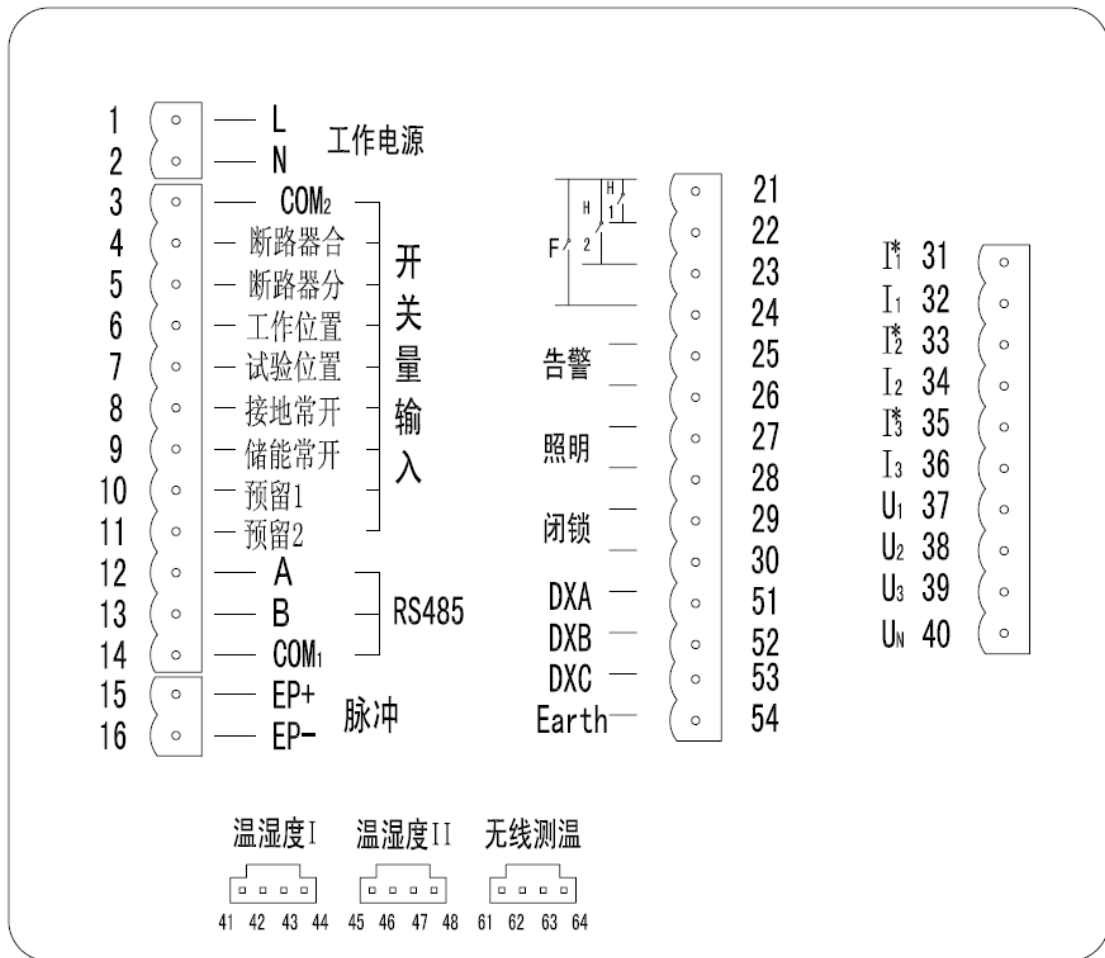 1 L 工作电源
2 N
3 COM₂
4 断路器合
5 断路器分
6 工作位置
7 试验位置
8 接地常开
9 储能常开
10 预留1
11 预留2
开关量输入
12 A
13 B RS485
14 COM₁
15 EP+ 脉冲
16 EP-
H 1
H 2
F
21
22
23
24
告警 25
26
照明 27
28
闭锁 29
30
DXA 51
DXB 52
DXC 53
Earth 54
I₁* 31
I₁ 32
I₂* 33
I₂ 34
I₃* 35
I₃ 36
U₁ 37
U₂ 38
U₃ 39
U_N 40
温湿度I 温湿度II 无线测温
41 42 43 44 45 46 47 48 61 62 63 64